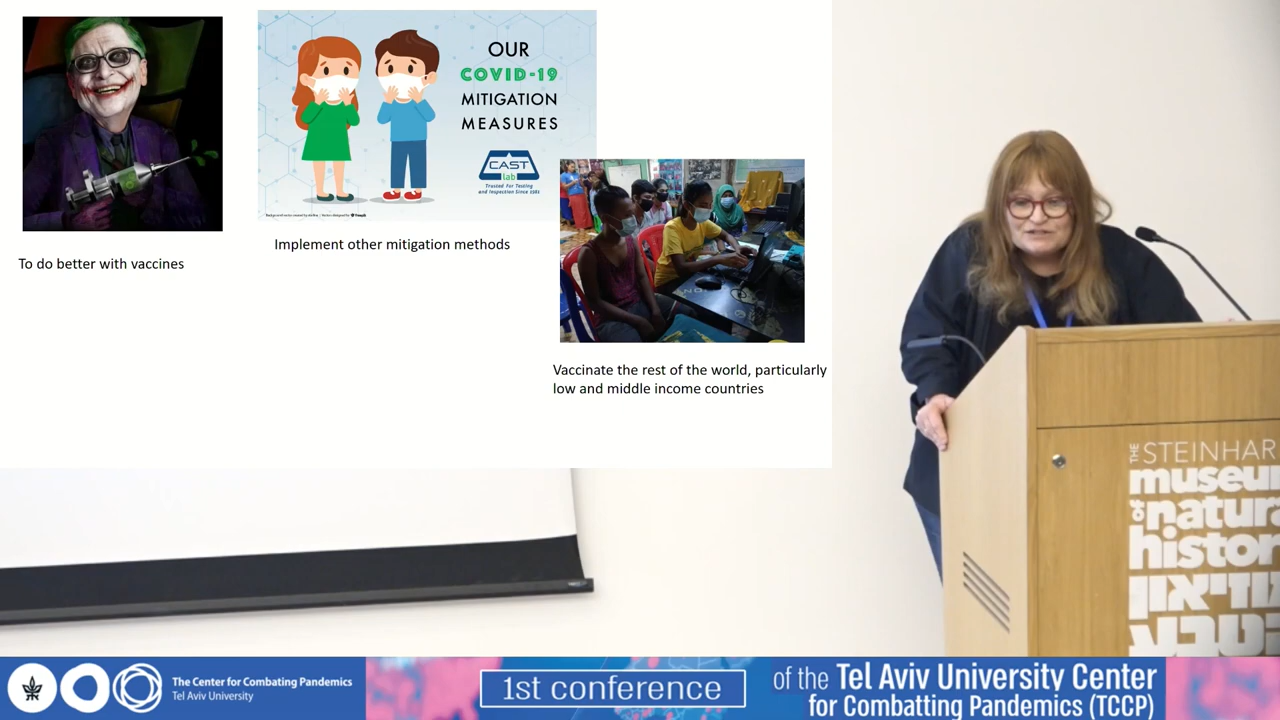 OUR
COVID-19
MITIGATION
MEASURES
CAST
lab
Trusted For Testing
and Inspection Since 1981
To do better with vaccines
Implement other mitigation methods
Vaccinate the rest of the world, particularly
low and middle income countries
THE STEINHAR
museum
of natura
histor
מוזיאון
הטבע
The Center for Combating Pandemics
Tel Aviv University
1st conference
of the Tel Aviv University Center
for Combatting Pandemics (TCCP)